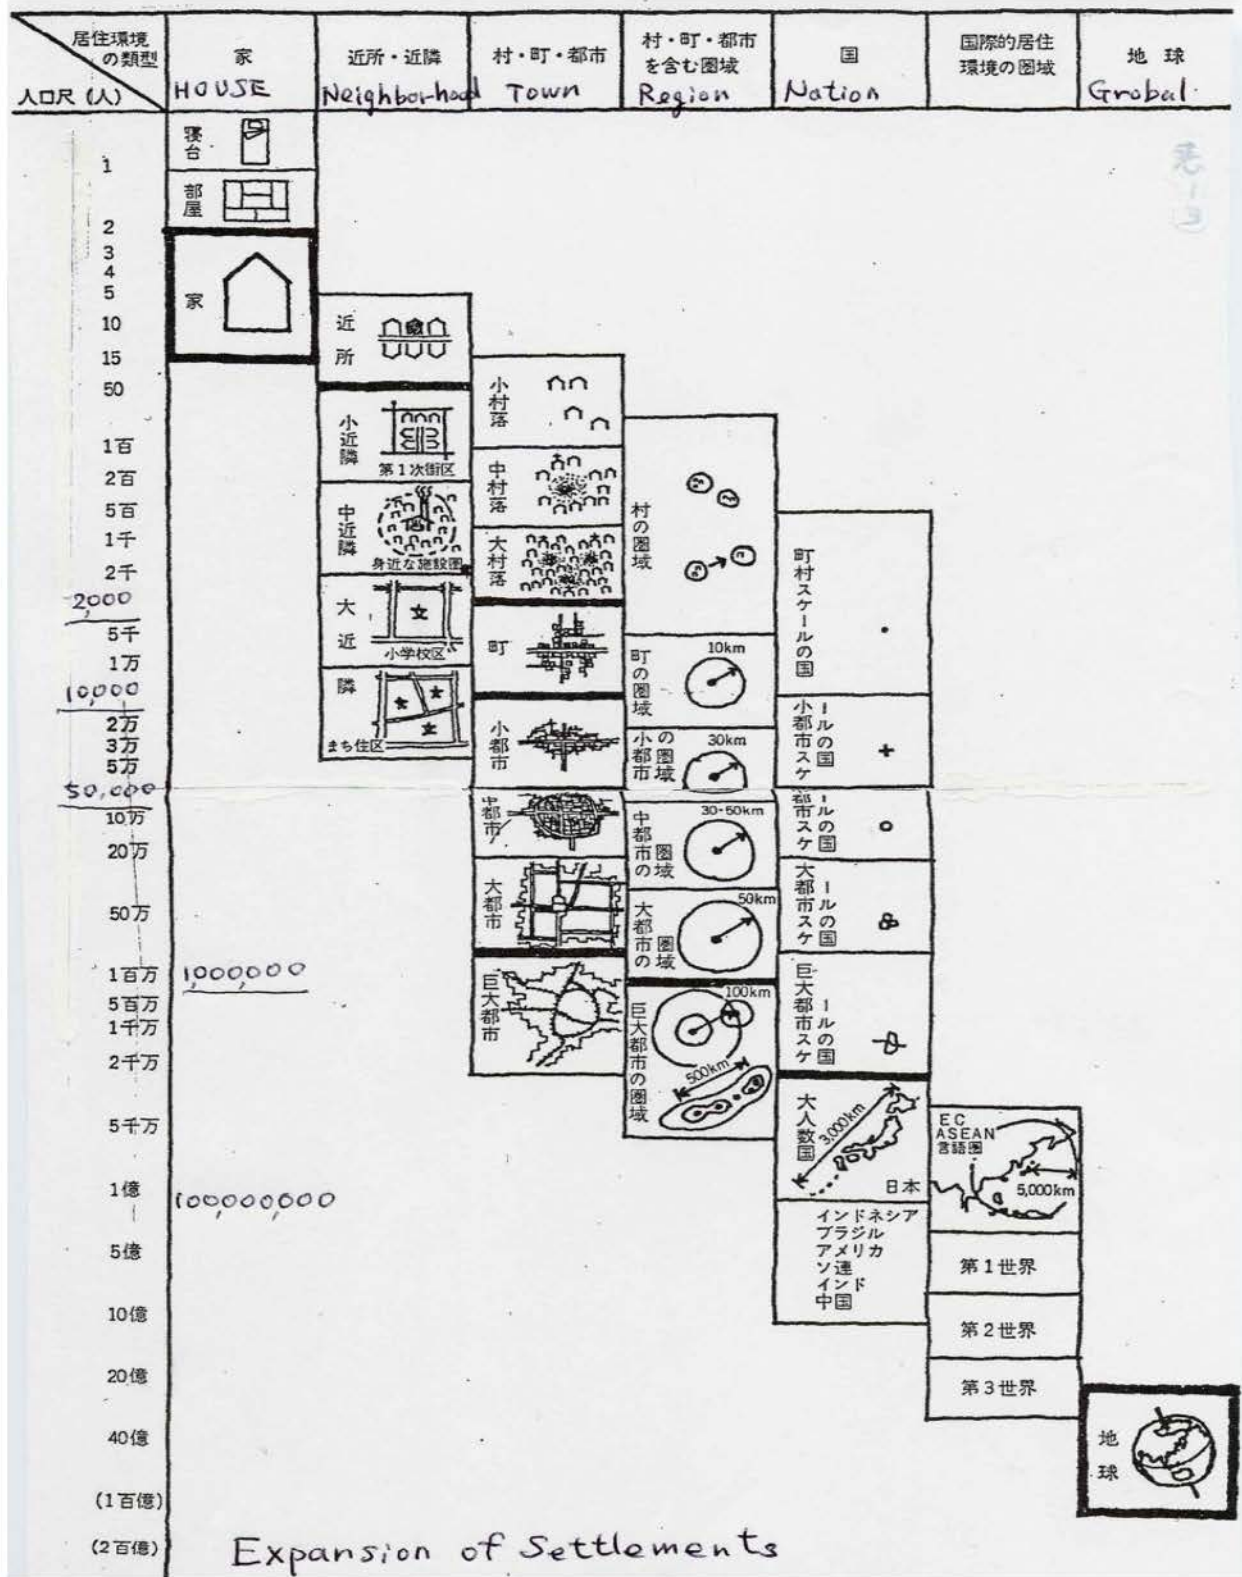 居住環境
の類型
人口尺(人)
家
HOUSE
近所・近隣
Neighborhood
村・町・都市
Town
村・町・都市
を含む圏域
Region
国
Nation
国際的居住
環境の圏域
地球
Grobal
1
2
3
4
5
10
15
50
1百
2百
5百
1千
2千
2,000
5千
1万
10,000
2万
3万
5万
50,000
10万
20万
50万
1百万
1,000,000
5百万
1千万
2千万
5千万
1億
100,000,000
5億
10億
20億
40億
(1百億)
(2百億)
寝台
部屋
家
近所
小近隣
第1次街区
中近隣
身近な施設圏
大近隣
小学校区
まち住区
小村落
中村落
大村落
町
小都市
中都市
大都市
巨大都市
村の圏域
町の圏域
10km
小都市の圏域
30km
中都市の圏域
30-50km
大都市の圏域
50km
巨大都市の圏域
100km
500km
町村スケールの国
小都市スケールの国
都市スケールの国
大都市スケールの国
巨大都市スケールの国
大人数国
3,000km
日本
インドネシア
ブラジル
アメリカ
ソ連
インド
中国
EC
ASEAN
言語圏
5,000km
第1世界
第2世界
第3世界
地球
Expansion of Settlements